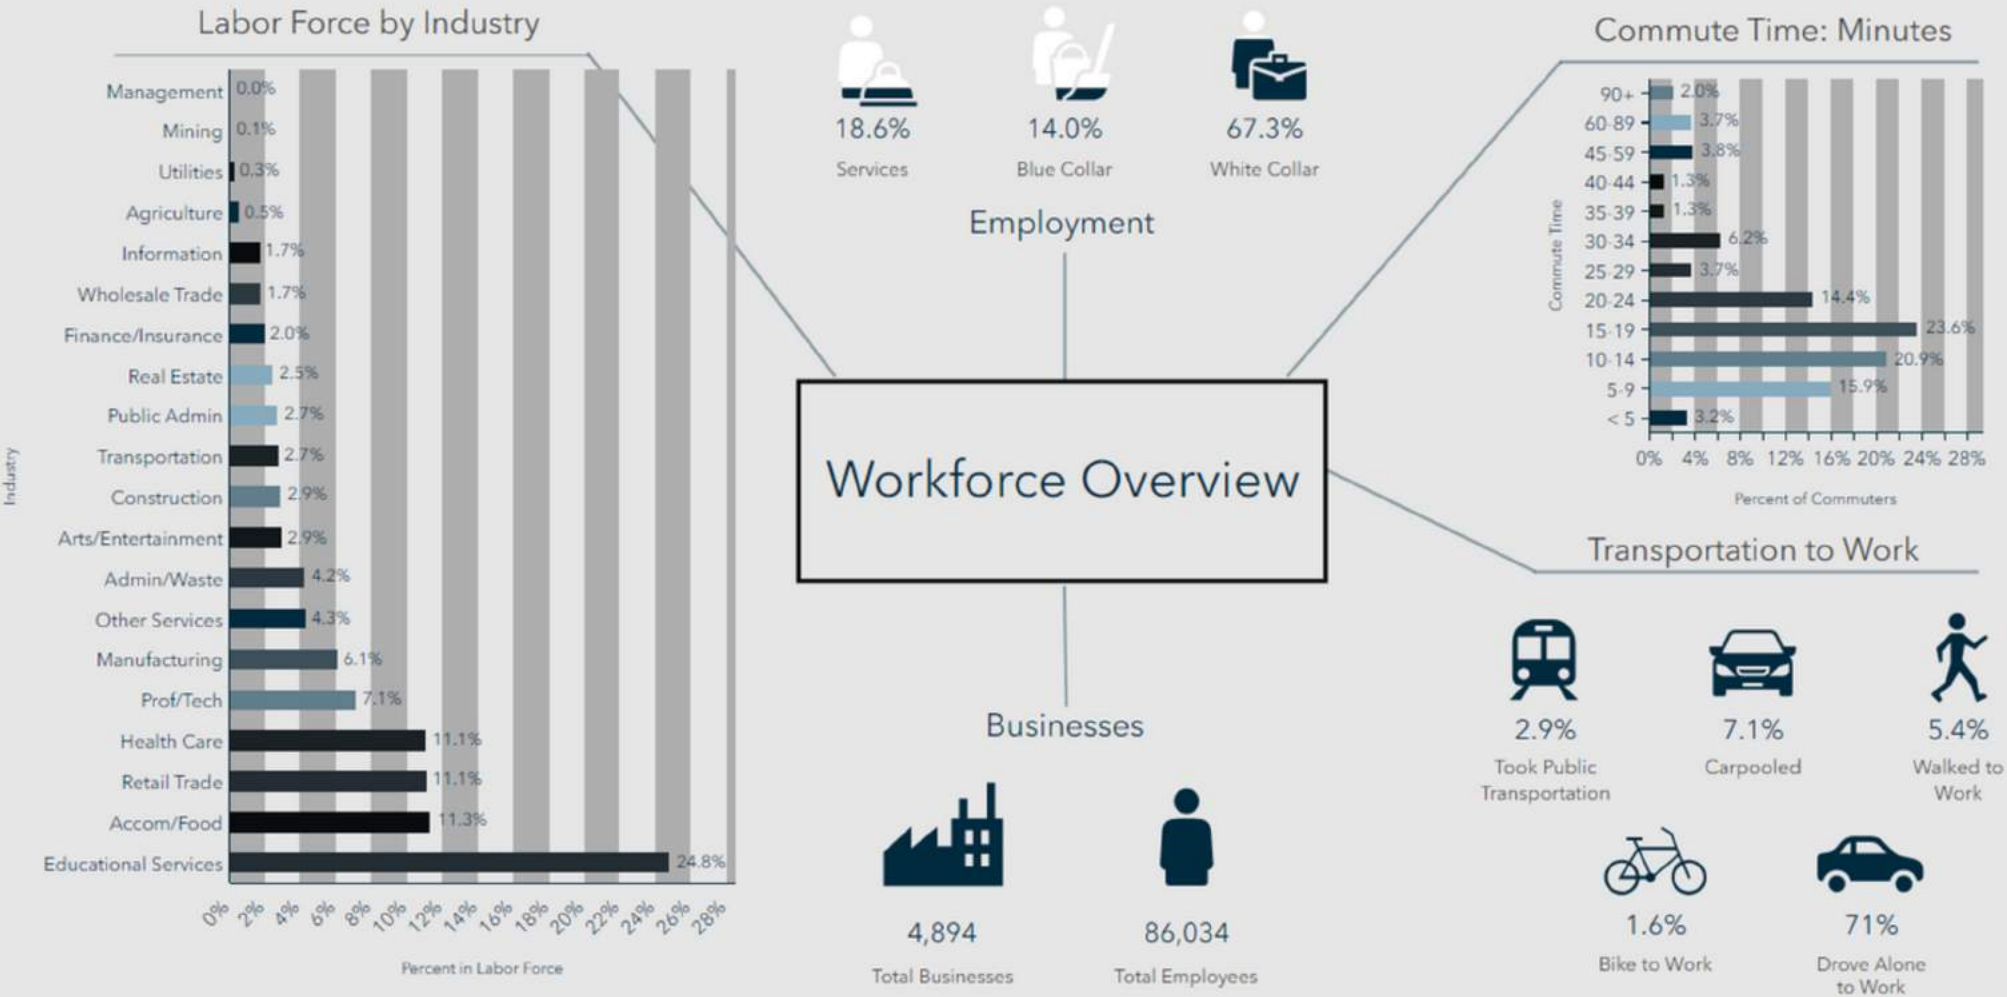 Labor Force by Industry
Industry
Management 0.0%
Mining 0.1%
Utilities 0.3%
Agriculture 0.5%
Information 1.7%
Wholesale Trade 1.7%
Finance/Insurance 2.0%
Real Estate 2.5%
Public Admin 2.7%
Transportation 2.7%
Construction 2.9%
Arts/Entertainment 2.9%
Admin/Waste 4.2%
Other Services 4.3%
Manufacturing 6.1%
Prof/Tech 7.1%
Health Care 11.1%
Retail Trade 11.1%
Accom/Food 11.3%
Educational Services 24.8%
0% 2% 4% 6% 8% 10% 12% 14% 16% 18% 20% 22% 24% 26% 28%
Percent in Labor Force
18.6% 14.0% 67.3%
Services Blue Collar White Collar
Employment
Workforce Overview
Businesses
4,894 86,034
Total Businesses Total Employees
Commute Time: Minutes
Commute Time
90+ 2.0%
60-89 3.7%
45-59 3.8%
40-44 1.3%
35-39 1.3%
30-34 6.2%
25-29 3.7%
20-24 14.4%
15-19 23.6%
10-14 20.9%
5-9 15.9%
< 5 3.2%
0% 4% 8% 12% 16% 20% 24% 28%
Percent of Commuters
Transportation to Work
2.9% 7.1% 5.4%
Took Public Carpooled Walked to
Transportation Work
1.6% 71%
Bike to Work Drove Alone
to Work